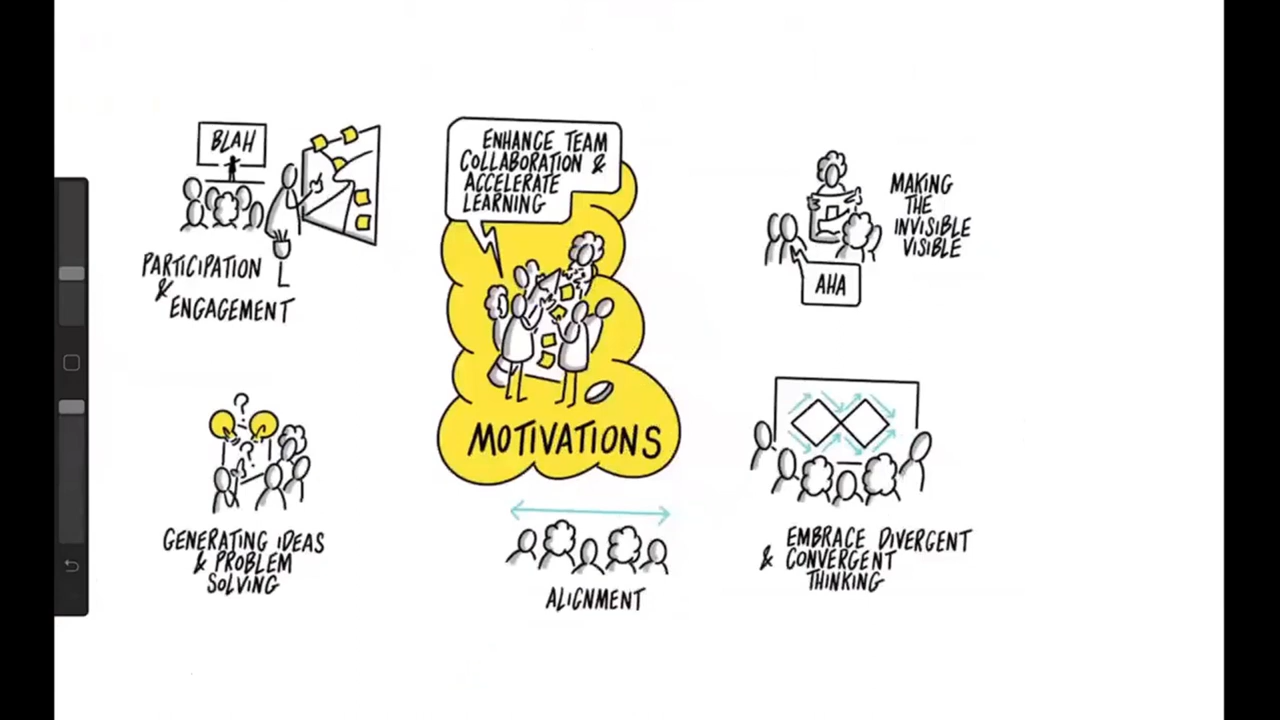 BLAH
PARTICIPATION
&
ENGAGEMENT
ENHANCE TEAM
COLLABORATION &
ACCELERATE
LEARNING
MOTIVATIONS
MAKING
THE
INVISIBLE
VISIBLE
AHA
?
?
GENERATING IDEAS
& PROBLEM
SOLVING
ALIGNMENT
EMBRACE DIVERGENT
& CONVERGENT
THINKING